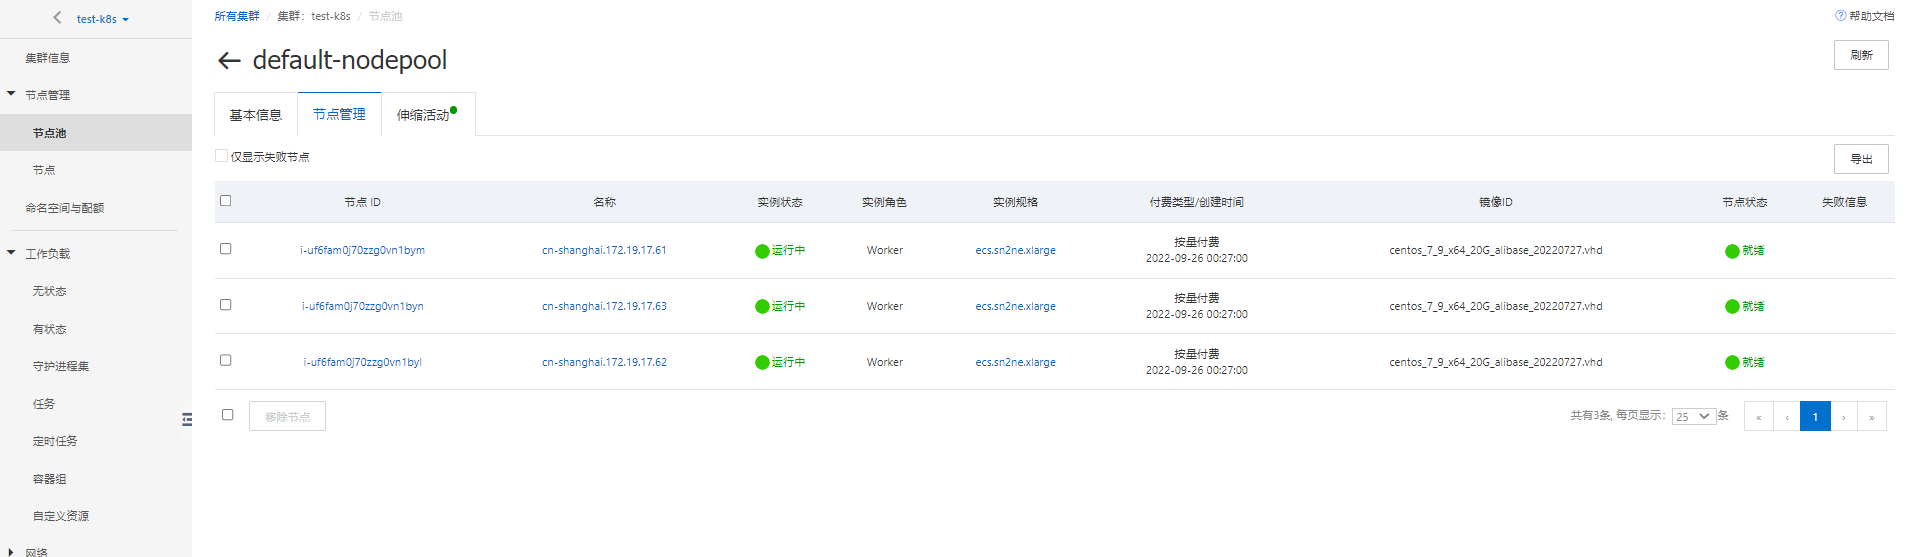 test-k8s
所有集群 / 集群：test-k8s / 节点池
帮助文档
集群信息
节点管理
节点池
节点
命名空间与配额
工作负载
无状态
有状态
守护进程集
任务
定时任务
容器组
自定义资源
网络
default-nodepool
刷新
基本信息 节点管理 伸缩活动
仅显示失败节点
导出
节点 ID 名称 实例状态 实例角色 实例规格 付费类型/创建时间 镜像ID 节点状态 失败信息
i-uf6fam0j70zzg0vn1bym cn-shanghai.172.19.17.61 运行中 Worker ecs.sn2ne.xlarge 按量付费 2022-09-26 00:27:00 centos_7_9_x64_20G_alibase_20220727.vhd 就绪
i-uf6fam0j70zzg0vn1byn cn-shanghai.172.19.17.63 运行中 Worker ecs.sn2ne.xlarge 按量付费 2022-09-26 00:27:00 centos_7_9_x64_20G_alibase_20220727.vhd 就绪
i-uf6fam0j70zzg0vn1byl cn-shanghai.172.19.17.62 运行中 Worker ecs.sn2ne.xlarge 按量付费 2022-09-26 00:27:00 centos_7_9_x64_20G_alibase_20220727.vhd 就绪
移除节点
共有3条, 每页显示： 25 条 « ‹ 1 › »